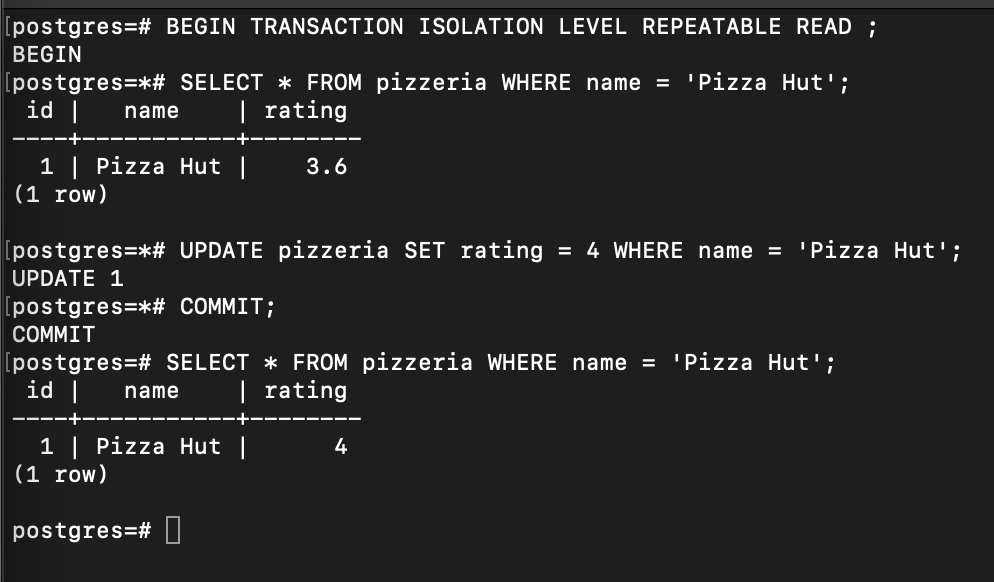 [postgres=# BEGIN TRANSACTION ISOLATION LEVEL REPEATABLE READ ;
BEGIN
[postgres=*# SELECT * FROM pizzeria WHERE name = 'Pizza Hut';
 id |   name    | rating
----+-----------+--------
  1 | Pizza Hut |    3.6
(1 row)

[postgres=*# UPDATE pizzeria SET rating = 4 WHERE name = 'Pizza Hut';
UPDATE 1
[postgres=*# COMMIT;
COMMIT
[postgres=# SELECT * FROM pizzeria WHERE name = 'Pizza Hut';
 id |   name    | rating
----+-----------+--------
  1 | Pizza Hut |      4
(1 row)

postgres=#